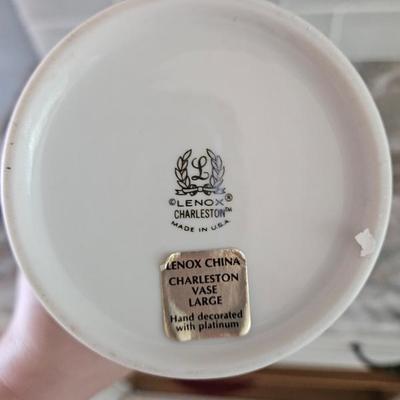 L
©LENOX®
CHARLESTON™
MADE IN U.S.A.
LENOX CHINA
CHARLESTON
VASE
LARGE
Hand decorated
with platinum